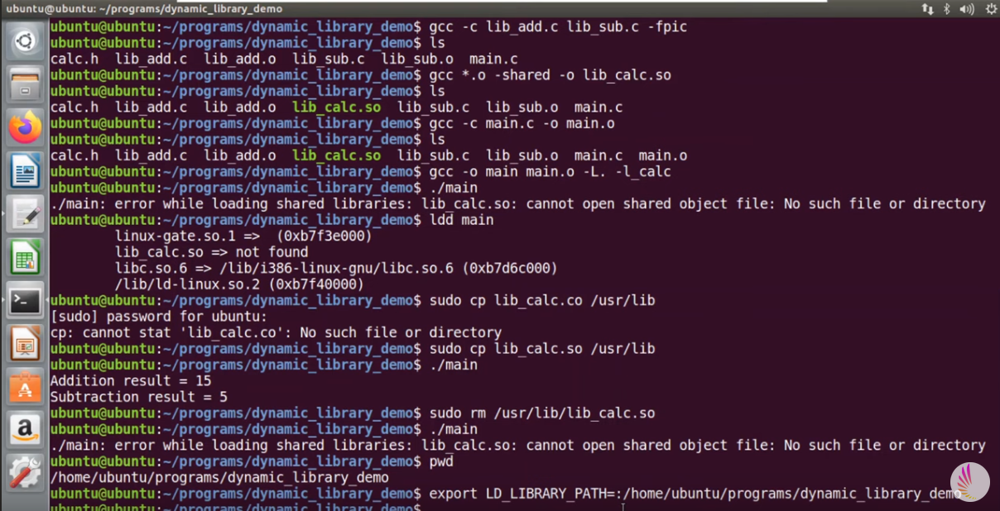 ubuntu@ubuntu: ~/programs/dynamic_library_demo
ubuntu@ubuntu:~/programs/dynamic_library_demo$ gcc -c lib_add.c lib_sub.c -fpic
ubuntu@ubuntu:~/programs/dynamic_library_demo$ ls
calc.h  lib_add.c  lib_add.o  lib_sub.c  lib_sub.o  main.c
ubuntu@ubuntu:~/programs/dynamic_library_demo$ gcc *.o -shared -o lib_calc.so
ubuntu@ubuntu:~/programs/dynamic_library_demo$ ls
calc.h  lib_add.c  lib_add.o  lib_calc.so  lib_sub.c  lib_sub.o  main.c
ubuntu@ubuntu:~/programs/dynamic_library_demo$ gcc -c main.c -o main.o
ubuntu@ubuntu:~/programs/dynamic_library_demo$ ls
calc.h  lib_add.c  lib_add.o  lib_calc.so  lib_sub.c  lib_sub.o  main.c  main.o
ubuntu@ubuntu:~/programs/dynamic_library_demo$ gcc -o main main.o -L. -l_calc
ubuntu@ubuntu:~/programs/dynamic_library_demo$ ./main
./main: error while loading shared libraries: lib_calc.so: cannot open shared object file: No such file or directory
ubuntu@ubuntu:~/programs/dynamic_library_demo$ ldd main
linux-gate.so.1 =>  (0xb7f3e000)
lib_calc.so => not found
libc.so.6 => /lib/i386-linux-gnu/libc.so.6 (0xb7d6c000)
/lib/ld-linux.so.2 (0xb7f40000)
ubuntu@ubuntu:~/programs/dynamic_library_demo$ sudo cp lib_calc.co /usr/lib
[sudo] password for ubuntu:
cp: cannot stat 'lib_calc.co': No such file or directory
ubuntu@ubuntu:~/programs/dynamic_library_demo$ sudo cp lib_calc.so /usr/lib
ubuntu@ubuntu:~/programs/dynamic_library_demo$ ./main
Addition result = 15
Subtraction result = 5
ubuntu@ubuntu:~/programs/dynamic_library_demo$ sudo rm /usr/lib/lib_calc.so
ubuntu@ubuntu:~/programs/dynamic_library_demo$ ./main
./main: error while loading shared libraries: lib_calc.so: cannot open shared object file: No such file or directory
ubuntu@ubuntu:~/programs/dynamic_library_demo$ pwd
/home/ubuntu/programs/dynamic_library_demo
ubuntu@ubuntu:~/programs/dynamic_library_demo$ export LD_LIBRARY_PATH=:/home/ubuntu/programs/dynamic_library_demo
ubuntu@ubuntu:~/programs/dynamic_library_demo$